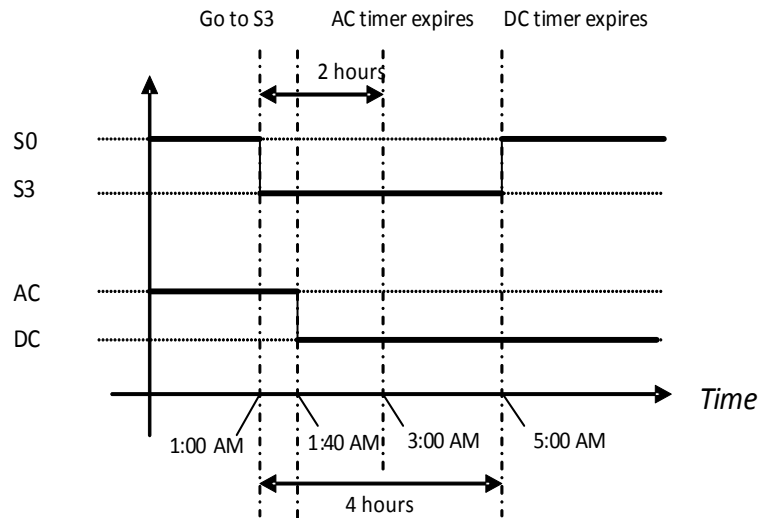 Go to S3 AC timer expires DC timer expires
2 hours
S0
S3
AC
DC
Time
1:00 AM 1:40 AM 3:00 AM 5:00 AM
4 hours